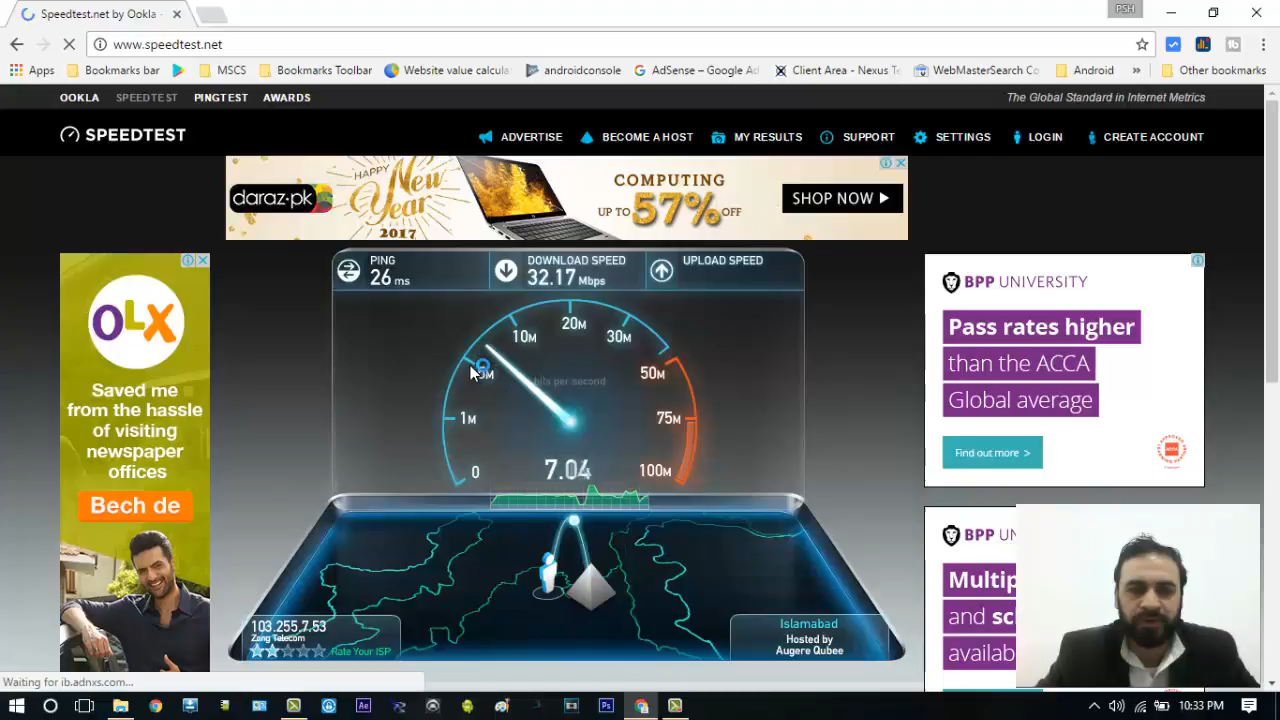 Speedtest.net by Ookla -
PSH
www.speedtest.net
Apps
Bookmarks bar
MSCS
Bookmarks Toolbar
Website value calcula
androidconsole
AdSense – Google Ad
Client Area - Nexus Te
WebMasterSearch Co
Android
»
Other bookmarks
OOKLA SPEEDTEST PINGTEST AWARDS
The Global Standard in Internet Metrics
SPEEDTEST
ADVERTISE BECOME A HOST MY RESULTS SUPPORT SETTINGS LOGIN CREATE ACCOUNT
daraz.pk
HAPPY
New
Year
2017
COMPUTING
UP TO 57% OFF
SHOP NOW
PING
26 ms
DOWNLOAD SPEED
32.17 Mbps
UPLOAD SPEED
OLX
Saved me
from the hassle
of visiting
newspaper
offices
Bech de
20M
10M
30M
50M
bits per second
1M
75M
0
100M
7.04
103.255.7.53
Zong Telecom
Rate Your ISP
Islamabad
Hosted by
Augere Qubee
BPP UNIVERSITY
Pass rates higher
than the ACCA
Global average
Find out more >
BPP UN
Multip
and sc
availab
Waiting for ib.adnxs.com...
Ae
Ps
10:33 PM